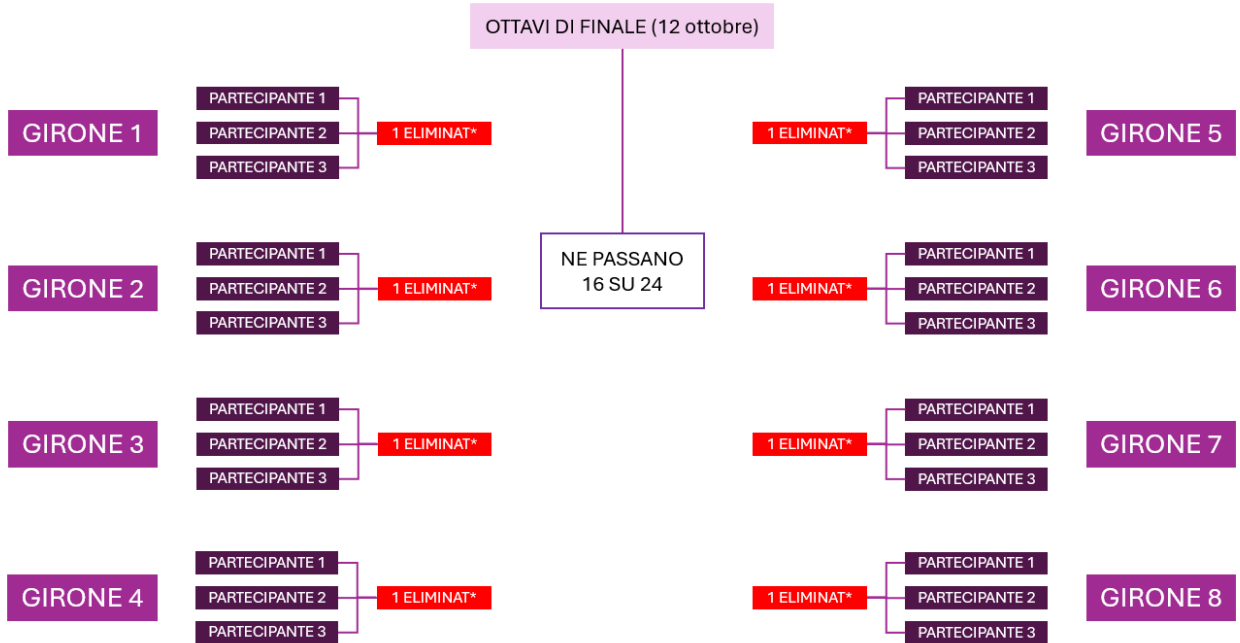 OTTAVI DI FINALE (12 ottobre)
GIRONE 1
PARTECIPANTE 1
PARTECIPANTE 2
PARTECIPANTE 3
1 ELIMINAT*
1 ELIMINAT*
PARTECIPANTE 1
PARTECIPANTE 2
PARTECIPANTE 3
GIRONE 5
NE PASSANO
16 SU 24
GIRONE 2
PARTECIPANTE 1
PARTECIPANTE 2
PARTECIPANTE 3
1 ELIMINAT*
1 ELIMINAT*
PARTECIPANTE 1
PARTECIPANTE 2
PARTECIPANTE 3
GIRONE 6
GIRONE 3
PARTECIPANTE 1
PARTECIPANTE 2
PARTECIPANTE 3
1 ELIMINAT*
1 ELIMINAT*
PARTECIPANTE 1
PARTECIPANTE 2
PARTECIPANTE 3
GIRONE 7
GIRONE 4
PARTECIPANTE 1
PARTECIPANTE 2
PARTECIPANTE 3
1 ELIMINAT*
1 ELIMINAT*
PARTECIPANTE 1
PARTECIPANTE 2
PARTECIPANTE 3
GIRONE 8